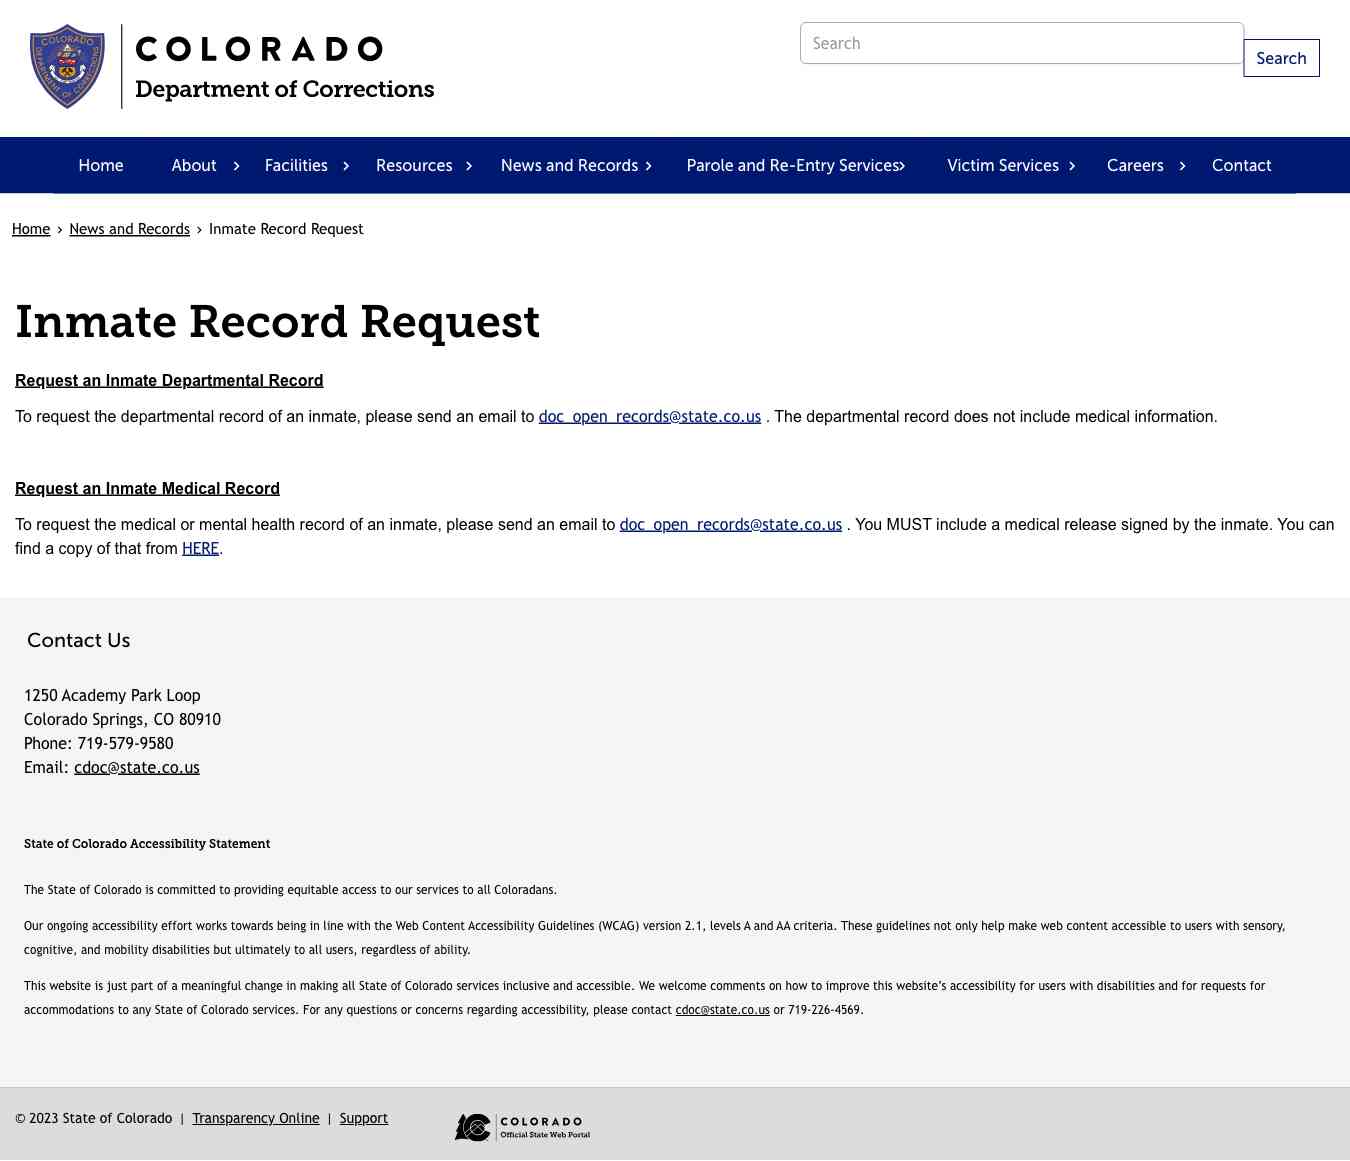 COLORADO
Department of Corrections
Search
Search
Home About Facilities Resources News and Records Parole and Re-Entry Services Victim Services Careers Contact
Home › News and Records › Inmate Record Request
Inmate Record Request
Request an Inmate Departmental Record
To request the departmental record of an inmate, please send an email to doc_open_records@state.co.us . The departmental record does not include medical information.
Request an Inmate Medical Record
To request the medical or mental health record of an inmate, please send an email to doc_open_records@state.co.us . You MUST include a medical release signed by the inmate. You can
find a copy of that from HERE.
Contact Us
1250 Academy Park Loop
Colorado Springs, CO 80910
Phone: 719-579-9580
Email: cdoc@state.co.us
State of Colorado Accessibility Statement
The State of Colorado is committed to providing equitable access to our services to all Coloradans.
Our ongoing accessibility effort works towards being in line with the Web Content Accessibility Guidelines (WCAG) version 2.1, levels A and AA criteria. These guidelines not only help make web content accessible to users with sensory,
cognitive, and mobility disabilities but ultimately to all users, regardless of ability.
This website is just part of a meaningful change in making all State of Colorado services inclusive and accessible. We welcome comments on how to improve this website’s accessibility for users with disabilities and for requests for
accommodations to any State of Colorado services. For any questions or concerns regarding accessibility, please contact cdoc@state.co.us or 719-226-4569.
© 2023 State of Colorado | Transparency Online | Support
COLORADO
Official State Web Portal